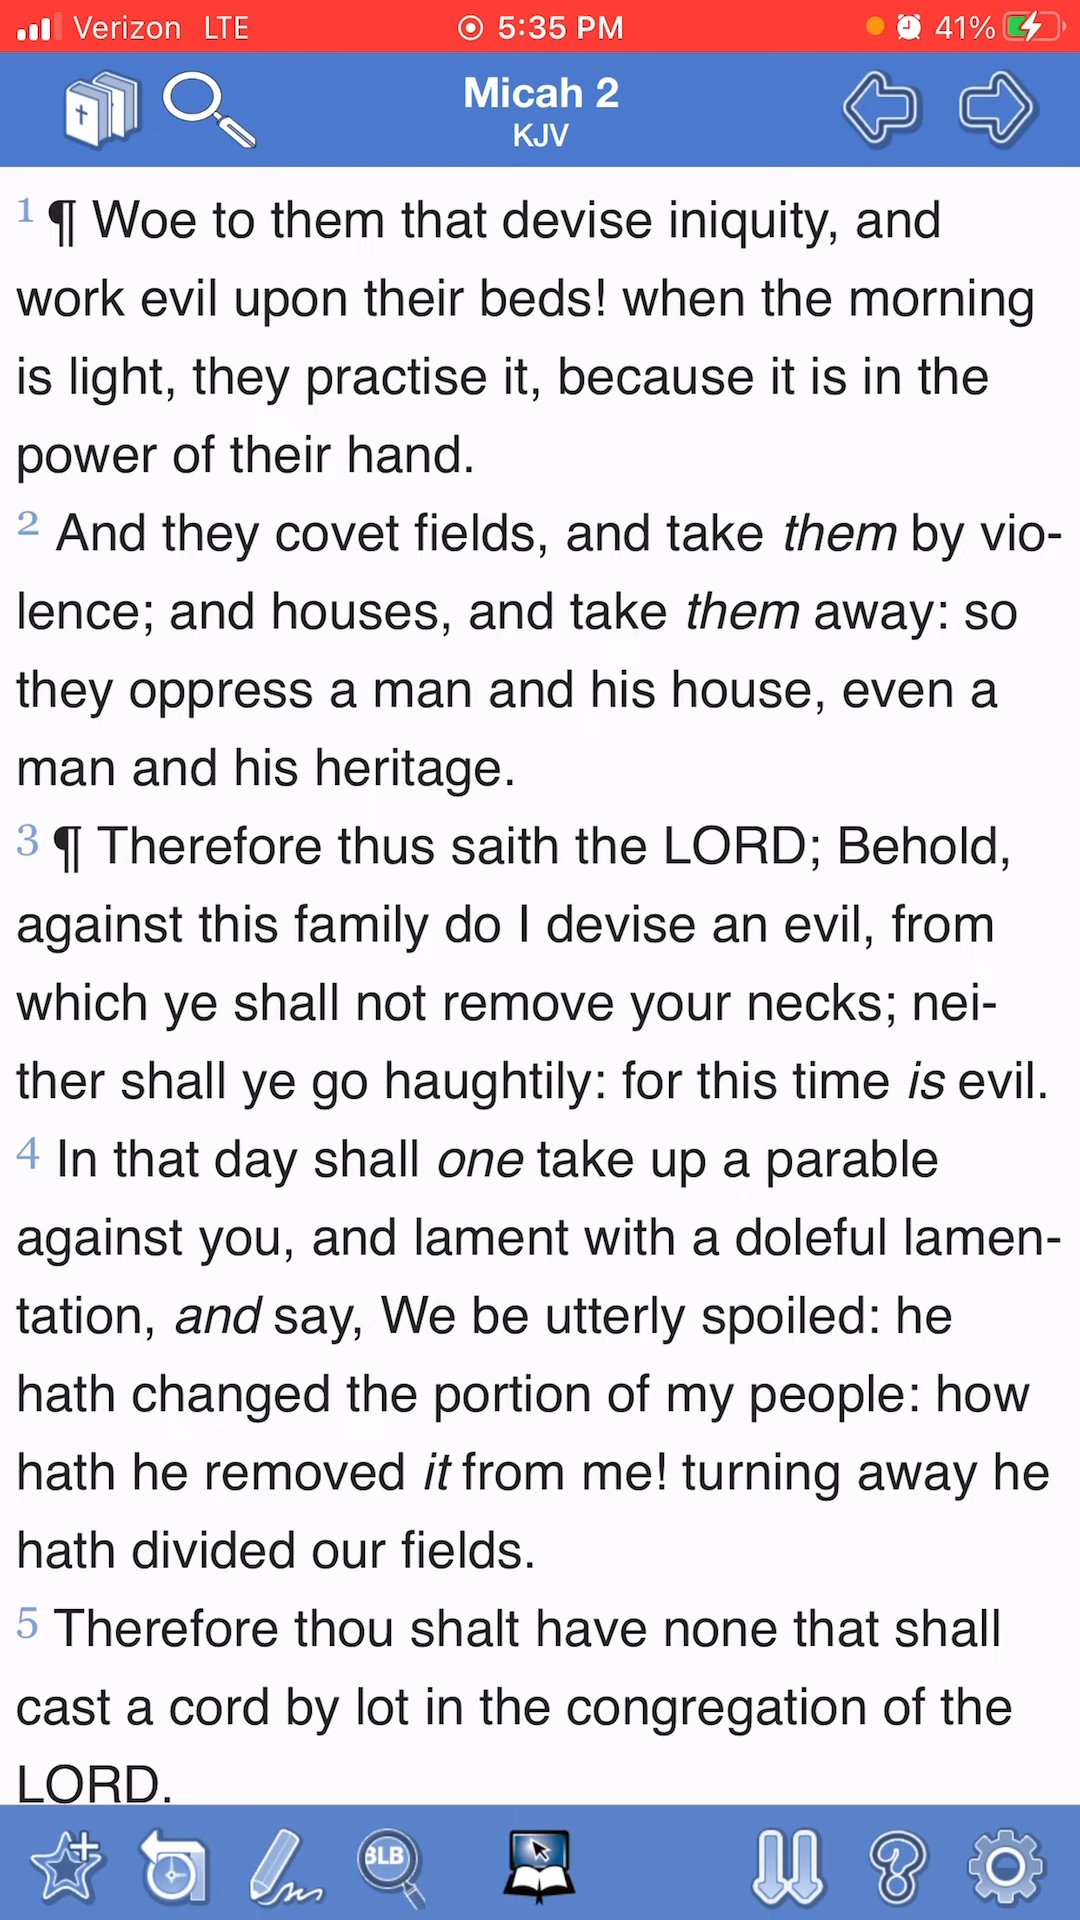 Verizon LTE 5:35 PM 41%
Micah 2
KJV
1 ¶ Woe to them that devise iniquity, and
work evil upon their beds! when the morning
is light, they practise it, because it is in the
power of their hand.
2 And they covet fields, and take them by vio-
lence; and houses, and take them away: so
they oppress a man and his house, even a
man and his heritage.
3 ¶ Therefore thus saith the LORD; Behold,
against this family do I devise an evil, from
which ye shall not remove your necks; nei-
ther shall ye go haughtily: for this time is evil.
4 In that day shall one take up a parable
against you, and lament with a doleful lamen-
tation, and say, We be utterly spoiled: he
hath changed the portion of my people: how
hath he removed it from me! turning away he
hath divided our fields.
5 Therefore thou shalt have none that shall
cast a cord by lot in the congregation of the
LORD.
BLB